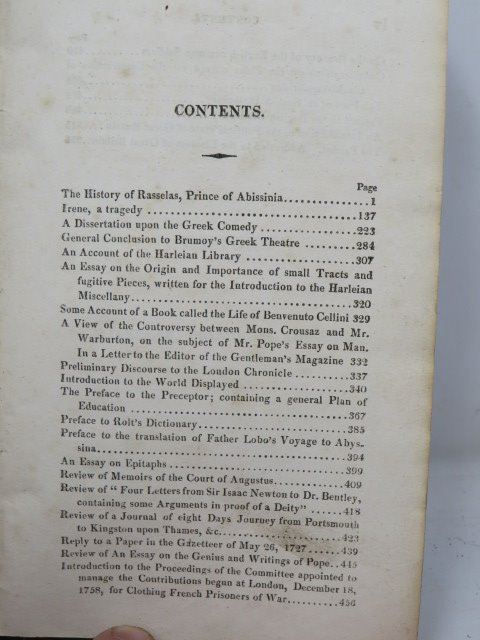 CONTENTS.
Page
The History of Rasselas, Prince of Abissinia...............1
Irene, a tragedy ....................................137
A Dissertation upon the Greek Comedy .................223
General Conclusion to Brumoy's Greek Theatre .........284
An Account of the Harleian Library ...................307
An Essay on the Origin and Importance of small Tracts and
fugitive Pieces, written for the Introduction to the Harleian
Miscellany ......................................320
Some Account of a Book called the Life of Benvenuto Cellini 329
A View of the Controversy between Mons. Crousaz and Mr.
Warburton, on the subject of Mr. Pope's Essay on Man.
In a Letter to the Editor of the Gentleman's Magazine 332
Preliminary Discourse to the London Chronicle ..........337
Introduction to the World Displayed ..................340
The Preface to the Preceptor; containing a general Plan of
Education ......................................367
Preface to Rolt's Dictionary.........................385
Preface to the translation of Father Lobo's Voyage to Abys-
sina............................................394
An Essay on Epitaphs ...............................399
Review of Memoirs of the Court of Augustus............409
Review of "Four Letters from Sir Isaac Newton to Dr. Bentley,
containing some Arguments in proof of a Deity" .......418
Review of a Journal of eight Days Journey from Portsmouth
to Kingston upon Thames, &c.......................423
Reply to a Paper in the Gazetteer of May 26, 1727......439
Review of An Essay on the Genius and Writings of Pope..445
Introduction to the Proceedings of the Committee appointed to
manage the Contributions begun at London, December 18,
1758, for Clothing French Prisoners of War..........456